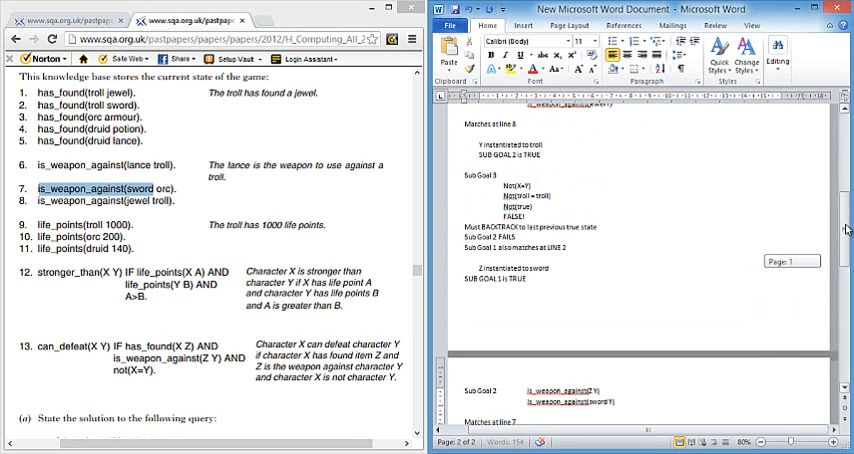 www.sqa.org.uk/pastpape
www.sqa.org.uk/pastpape
www.sqa.org.uk/pastpapers/papers/papers/2012/H_Computing_All_2
Norton
Safe Web
Share
Setup Vault
Login Assistant
This knowledge base stores the current state of the game:
1. has_found(troll jewel). The troll has found a jewel.
2. has_found(troll sword).
3. has_found(orc armour).
4. has_found(druid potion).
5. has_found(druid lance).
6. is_weapon_against(lance troll). The lance is the weapon to use against a
troll.
7. is_weapon_against(sword orc).
8. is_weapon_against(jewel troll).
9. life_points(troll 1000). The troll has 1000 life points.
10. life_points(orc 200).
11. life_points(druid 140).
12. stronger_than(X Y) IF life_points(X A) AND Character X is stronger than
life_points(Y B) AND character Y if X has life point A
A>B. and character Y has life points B
and A is greater than B.
13. can_defeat(X Y) IF has_found(X Z) AND Character X can defeat character Y
is_weapon_against(Z Y) AND if character X has found item Z and
not(X=Y). Z is the weapon against character Y
and character X is not character Y.
(a) State the solution to the following query:
New Microsoft Word Document - Microsoft Word
File Home Insert Page Layout References Mailings Review View
Calibri (Body) 11
Paste
Quick Styles
Change Styles
Editing
Clipboard
Font
Paragraph
Styles
Matches at line 8
Y instantiated to troll
SUB GOAL 2 is TRUE
Sub Goal 3
Not(X=Y)
Not(troll = troll)
Not(true)
FALSE!
Must BACKTRACK to last previous true state
Sub Goal 2 FAILS
Sub Goal 1 also matches at LINE 2
Page: 1
Z instantiated to sword
SUB GOAL 1 is TRUE
Sub Goal 2 is_weapon_against(Z Y)
is_weapon_against(sword Y)
Matches at line 7
Page: 2 of 2
Words: 154
80%